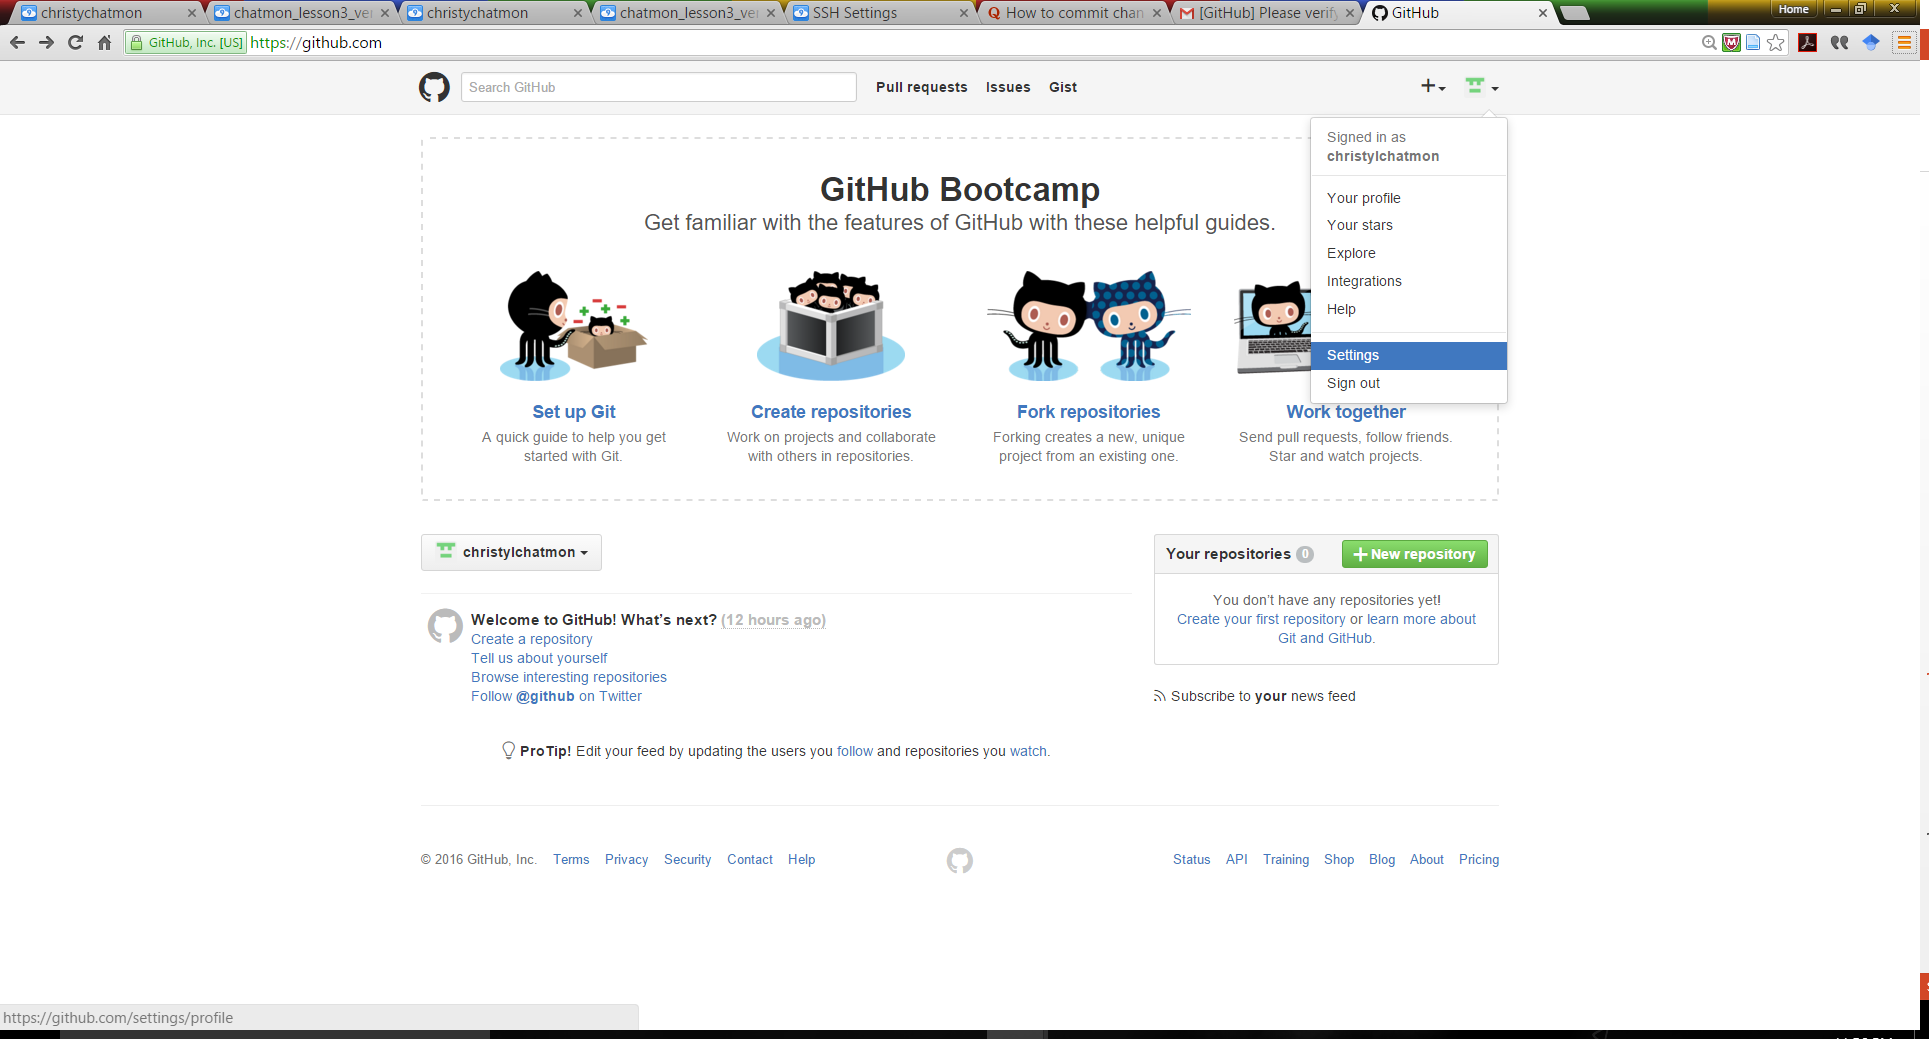 christychatmon
chatmon_lesson3_ve
christychatmon
chatmon_lesson3_ve
SSH Settings
How to commit chan
[GitHub] Please verify
GitHub
Home
GitHub, Inc. [US]
https://github.com
Search GitHub
Pull requests
Issues
Gist
Signed in as
christylchatmon
Your profile
Your stars
Explore
Integrations
Help
Settings
Sign out
GitHub Bootcamp
Get familiar with the features of GitHub with these helpful guides.
Set up Git
A quick guide to help you get
started with Git.
Create repositories
Work on projects and collaborate
with others in repositories.
Fork repositories
Forking creates a new, unique
project from an existing one.
Work together
Send pull requests, follow friends.
Star and watch projects.
christylchatmon
Your repositories 0
New repository
You don't have any repositories yet!
Create your first repository or learn more about
Git and GitHub.
Subscribe to your news feed
Welcome to GitHub! What's next? (12 hours ago)
Create a repository
Tell us about yourself
Browse interesting repositories
Follow @github on Twitter
ProTip! Edit your feed by updating the users you follow and repositories you watch.
© 2016 GitHub, Inc. Terms Privacy Security Contact Help
Status API Training Shop Blog About Pricing
https://github.com/settings/profile